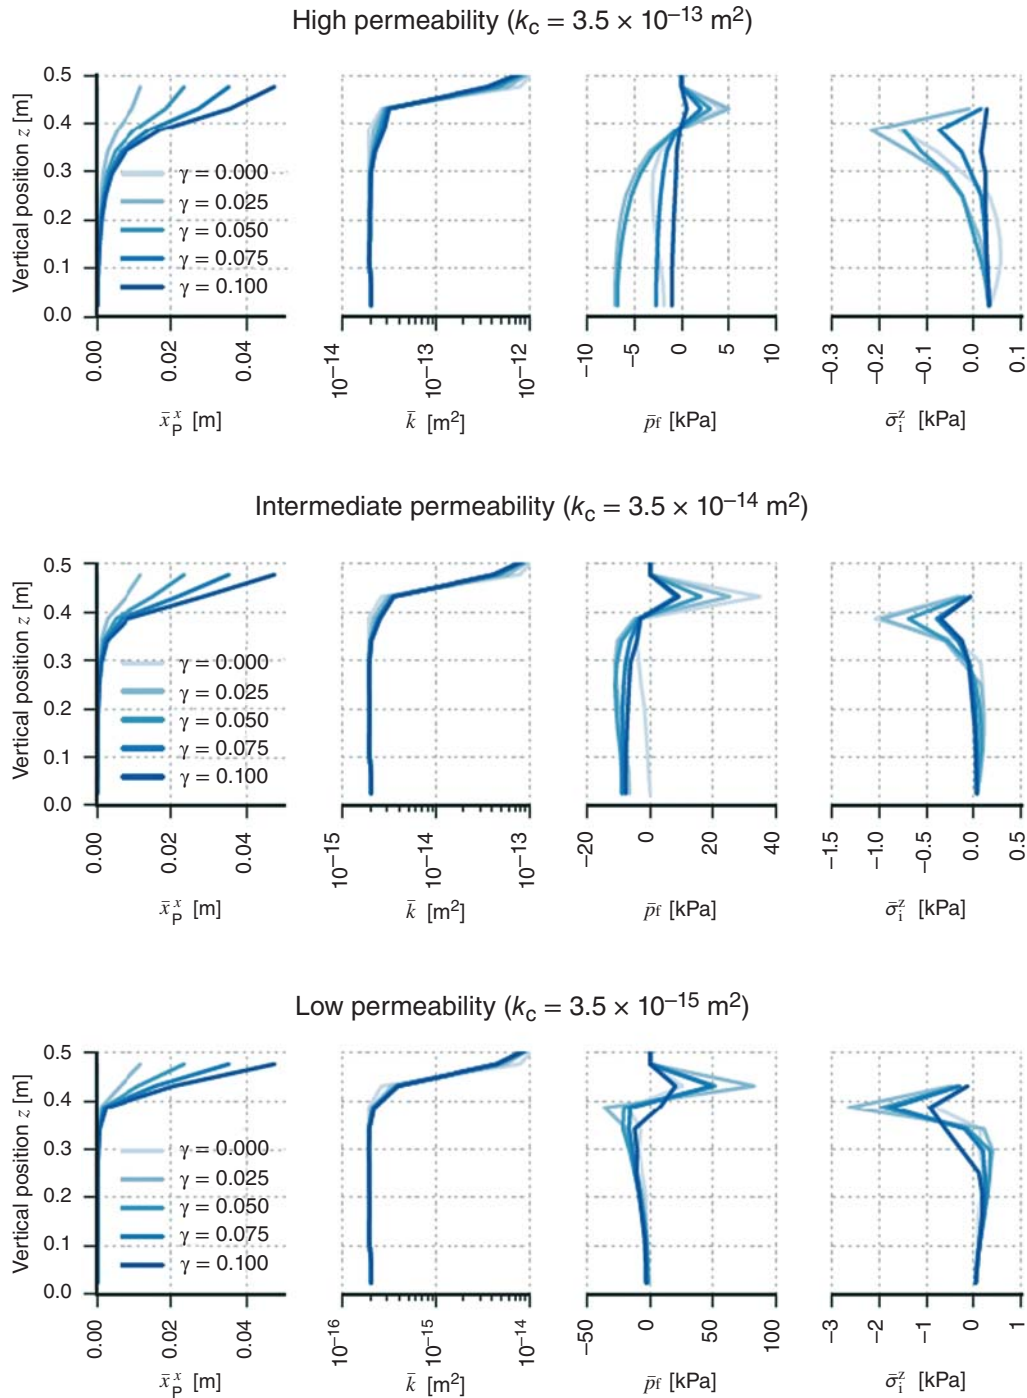 High permeability (kc = 3.5 × 10−13 m2)
Vertical position z [m]
0.5
0.4
0.3
0.2
0.1
0.0
γ = 0.000
γ = 0.025
γ = 0.050
γ = 0.075
γ = 0.100
0.00 0.02 0.04
10−14 10−13 10−12
−10 −5 0 5 10
−0.3 −0.2 −0.1 0.0 0.1
x̄Px [m]
k̄ [m2]
p̄f [kPa]
σ̄iz [kPa]
Intermediate permeability (kc = 3.5 × 10−14 m2)
Vertical position z [m]
0.5
0.4
0.3
0.2
0.1
0.0
γ = 0.000
γ = 0.025
γ = 0.050
γ = 0.075
γ = 0.100
0.00 0.02 0.04
10−15 10−14 10−13
−20 0 20 40
−1.5 −1.0 −0.5 0.0 0.5
x̄Px [m]
k̄ [m2]
p̄f [kPa]
σ̄iz [kPa]
Low permeability (kc = 3.5 × 10−15 m2)
Vertical position z [m]
0.5
0.4
0.3
0.2
0.1
0.0
γ = 0.000
γ = 0.025
γ = 0.050
γ = 0.075
γ = 0.100
0.00 0.02 0.04
10−16 10−15 10−14
−50 0 50 100
−3 −2 −1 0 1
x̄Px [m]
k̄ [m2]
p̄f [kPa]
σ̄iz [kPa]